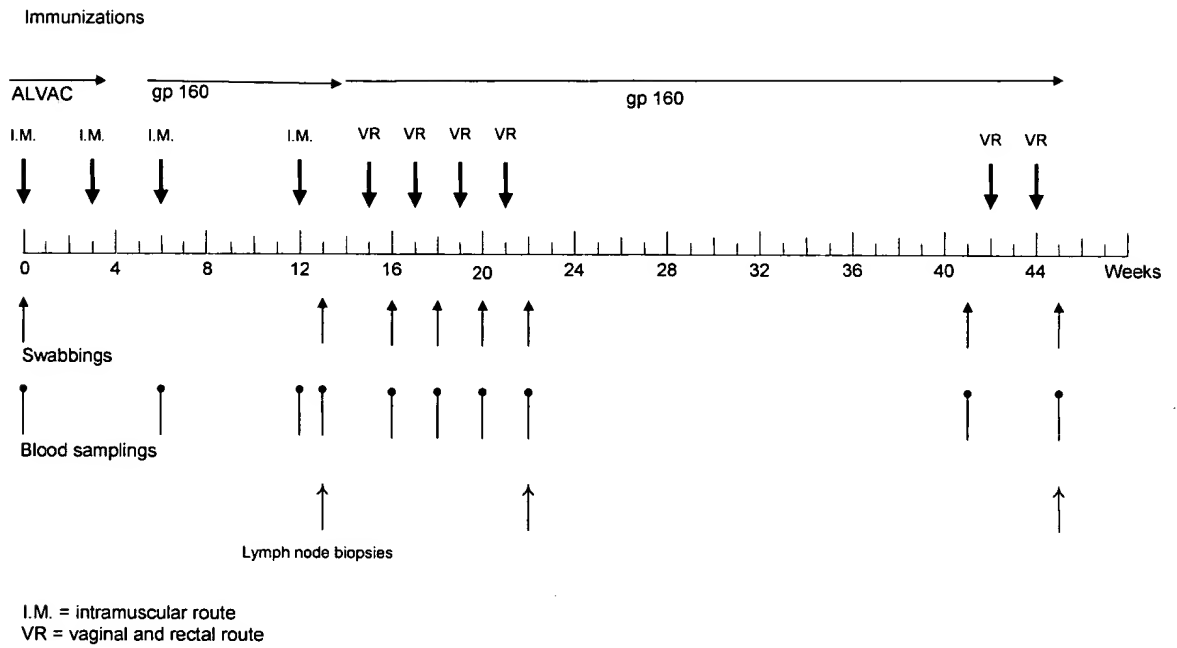 Immunizations
ALVAC gp 160 gp 160
I.M. I.M. I.M. I.M. VR VR VR VR VR VR
0 4 8 12 16 20 24 28 32 36 40 44 Weeks
Swabbings
Blood samplings
Lymph node biopsies
I.M. = intramuscular route
VR = vaginal and rectal route